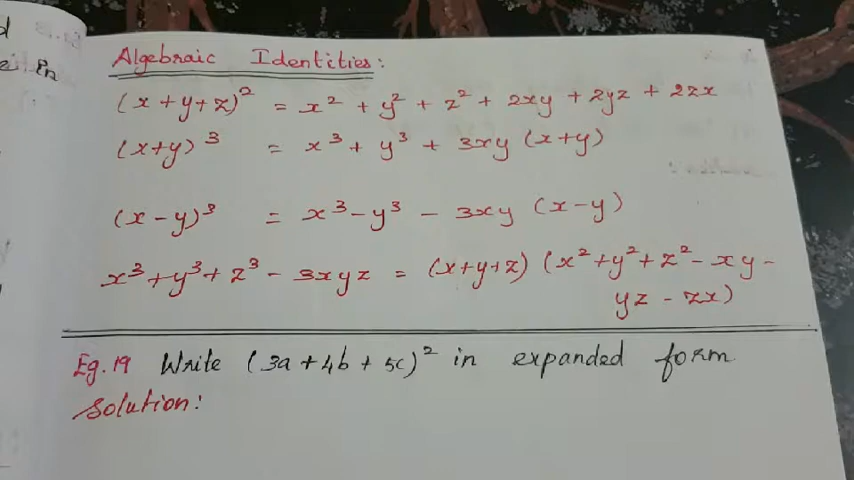 Algebraic Identities:
(x+y+z)² = x² + y² + z² + 2xy + 2yz + 2zx
(x+y)³ = x³ + y³ + 3xy (x+y)
(x-y)³ = x³-y³ - 3xy (x-y)
x³+y³+z³ - 3xyz = (x+y+z) (x²+y²+z²-xy-
yz - zx)
Eg. 19 Write (3a+4b+5c)² in expanded form.
Solution: